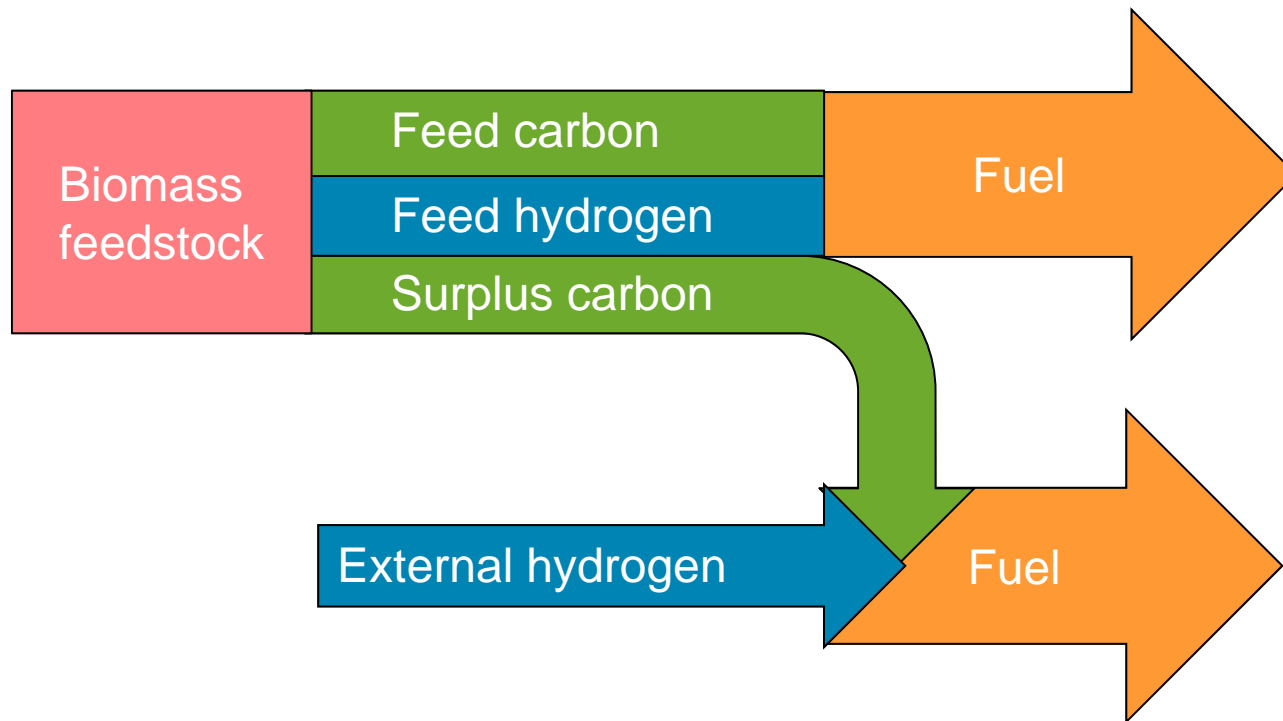 Biomass
feedstock
Feed carbon
Feed hydrogen
Surplus carbon
Fuel
External hydrogen
Fuel